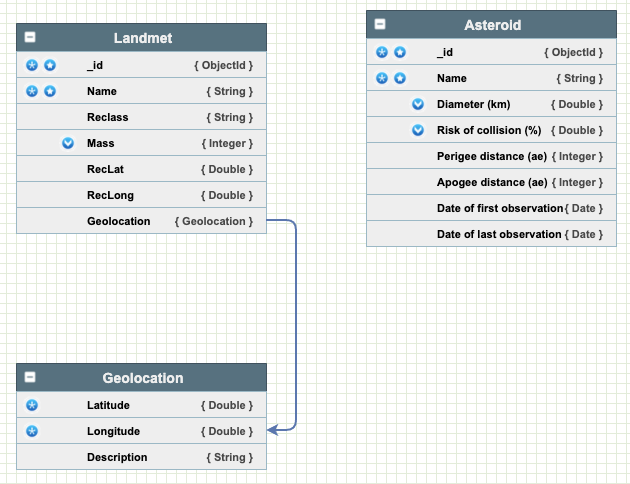 Landmet
_id { ObjectId }
Name { String }
Reclass { String }
Mass { Integer }
RecLat { Double }
RecLong { Double }
Geolocation { Geolocation }
Asteroid
_id { ObjectId }
Name { String }
Diameter (km) { Double }
Risk of collision (%) { Double }
Perigee distance (ae) { Integer }
Apogee distance (ae) { Integer }
Date of first observation { Date }
Date of last observation { Date }
Geolocation
Latitude { Double }
Longitude { Double }
Description { String }